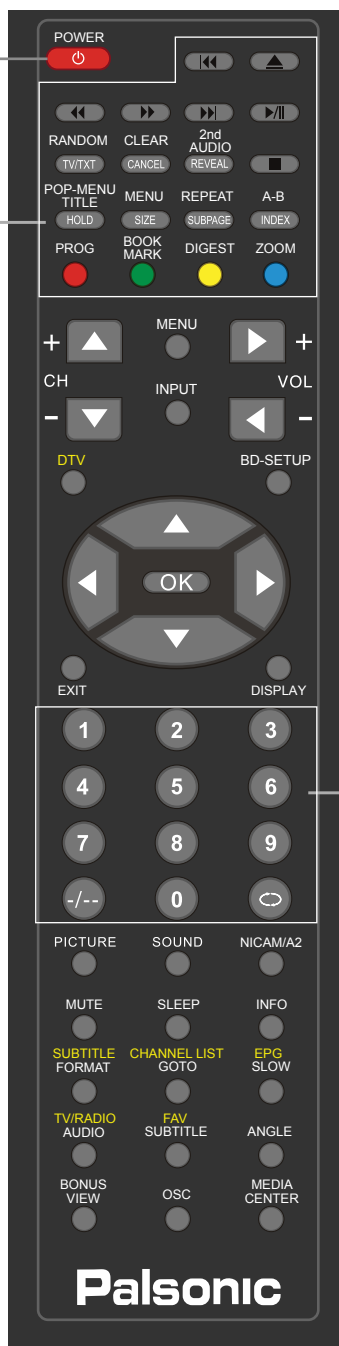 POWER
RANDOM CLEAR 2nd AUDIO
TV/TXT CANCEL REVEAL
POP-MENU TITLE MENU REPEAT A-B
HOLD SIZE SUBPAGE INDEX
PROG BOOK MARK DIGEST ZOOM
+ MENU +
CH INPUT VOL
- -
DTV BD-SETUP
OK
EXIT DISPLAY
1 2 3
4 5 6
7 8 9
-/-- 0
PICTURE SOUND NICAM/A2
MUTE SLEEP INFO
SUBTITLE CHANNEL LIST EPG
FORMAT GOTO SLOW
TV/RADIO FAV
AUDIO SUBTITLE ANGLE
BONUS VIEW OSC MEDIA CENTER
Palsonic